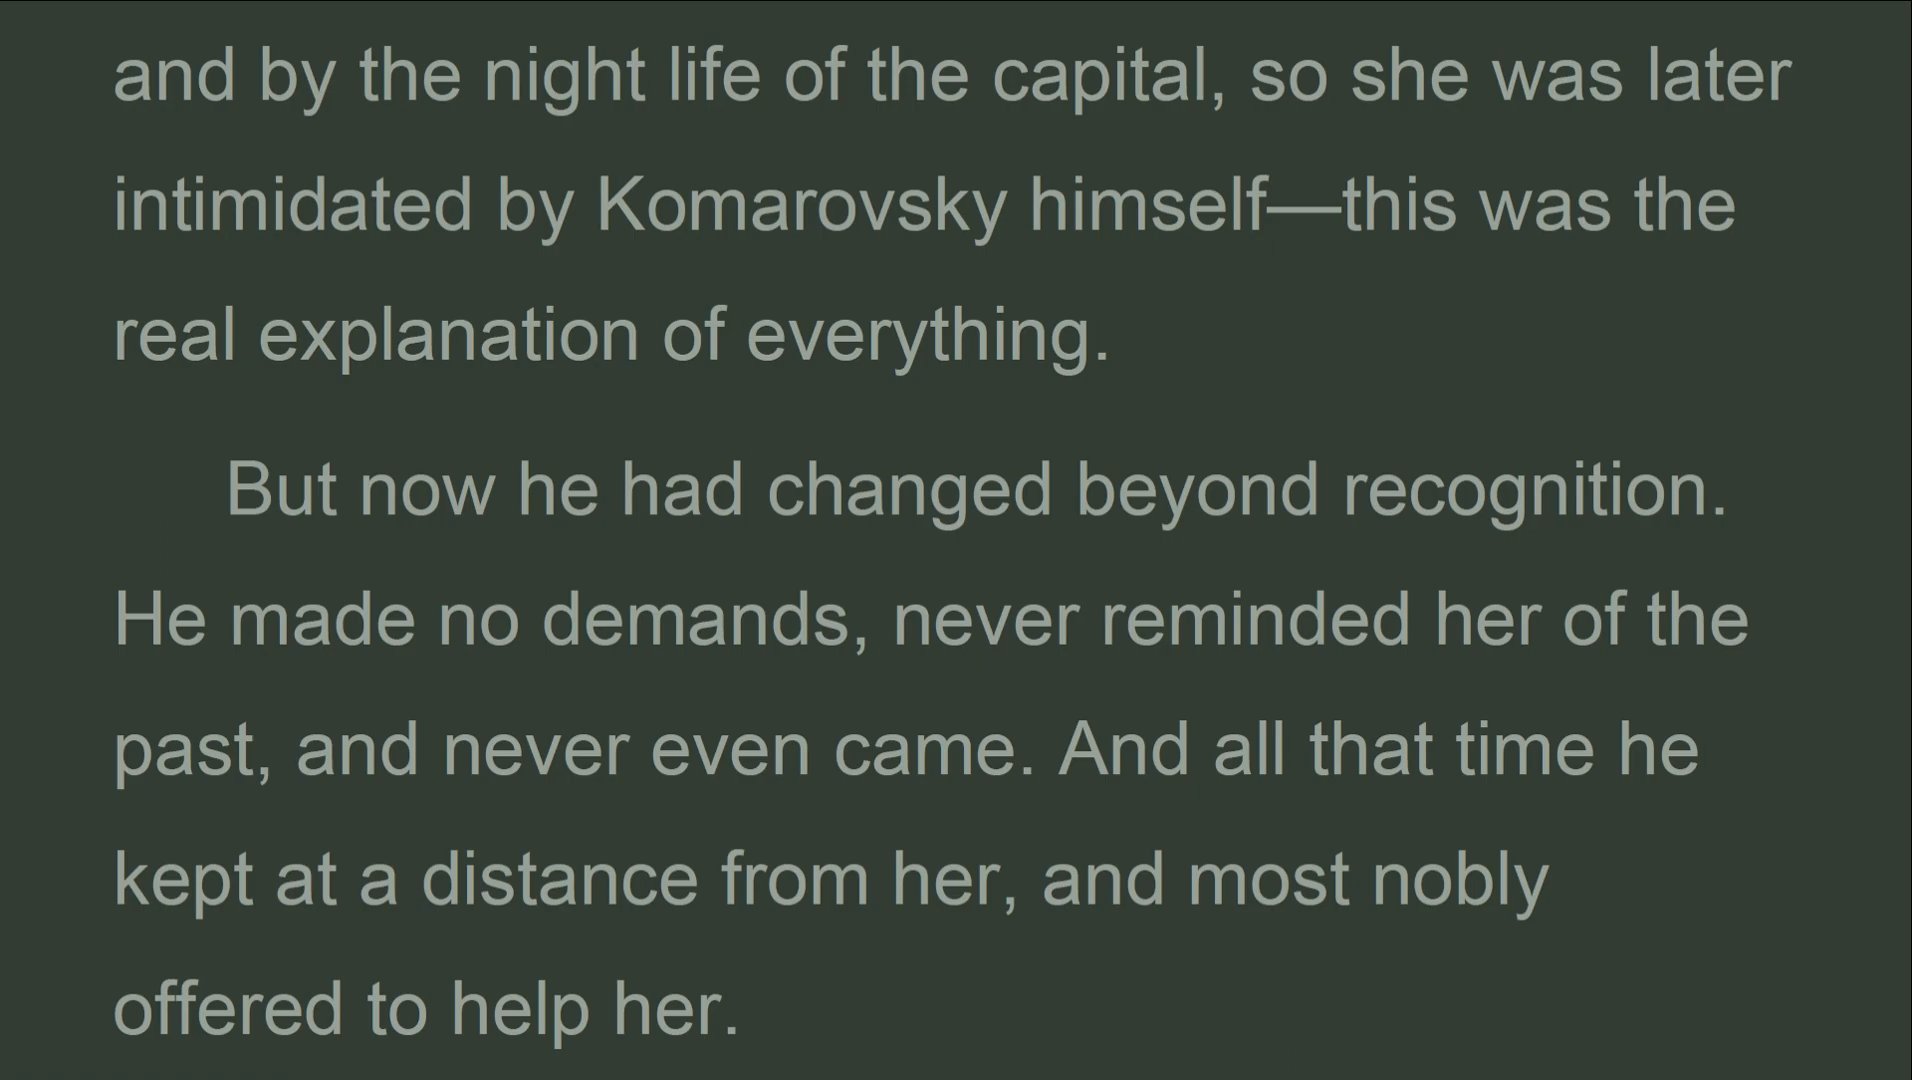 and by the night life of the capital, so she was later
intimidated by Komarovsky himself—this was the
real explanation of everything.
But now he had changed beyond recognition.
He made no demands, never reminded her of the
past, and never even came. And all that time he
kept at a distance from her, and most nobly
offered to help her.